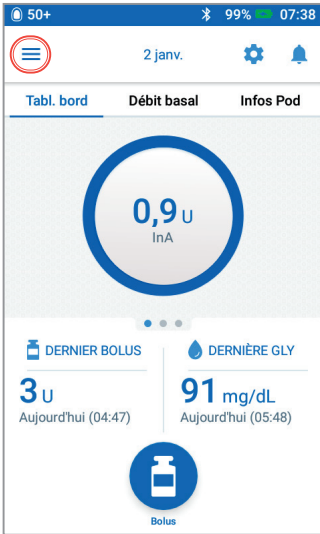 50+ 99% 07:38
2 janv.
Tabl. bord Débit basal Infos Pod
0,9 U
InA
DERNIER BOLUS DERNIÈRE GLY
3 U 91 mg/dL
Aujourd'hui (04:47) Aujourd'hui (05:48)
Bolus